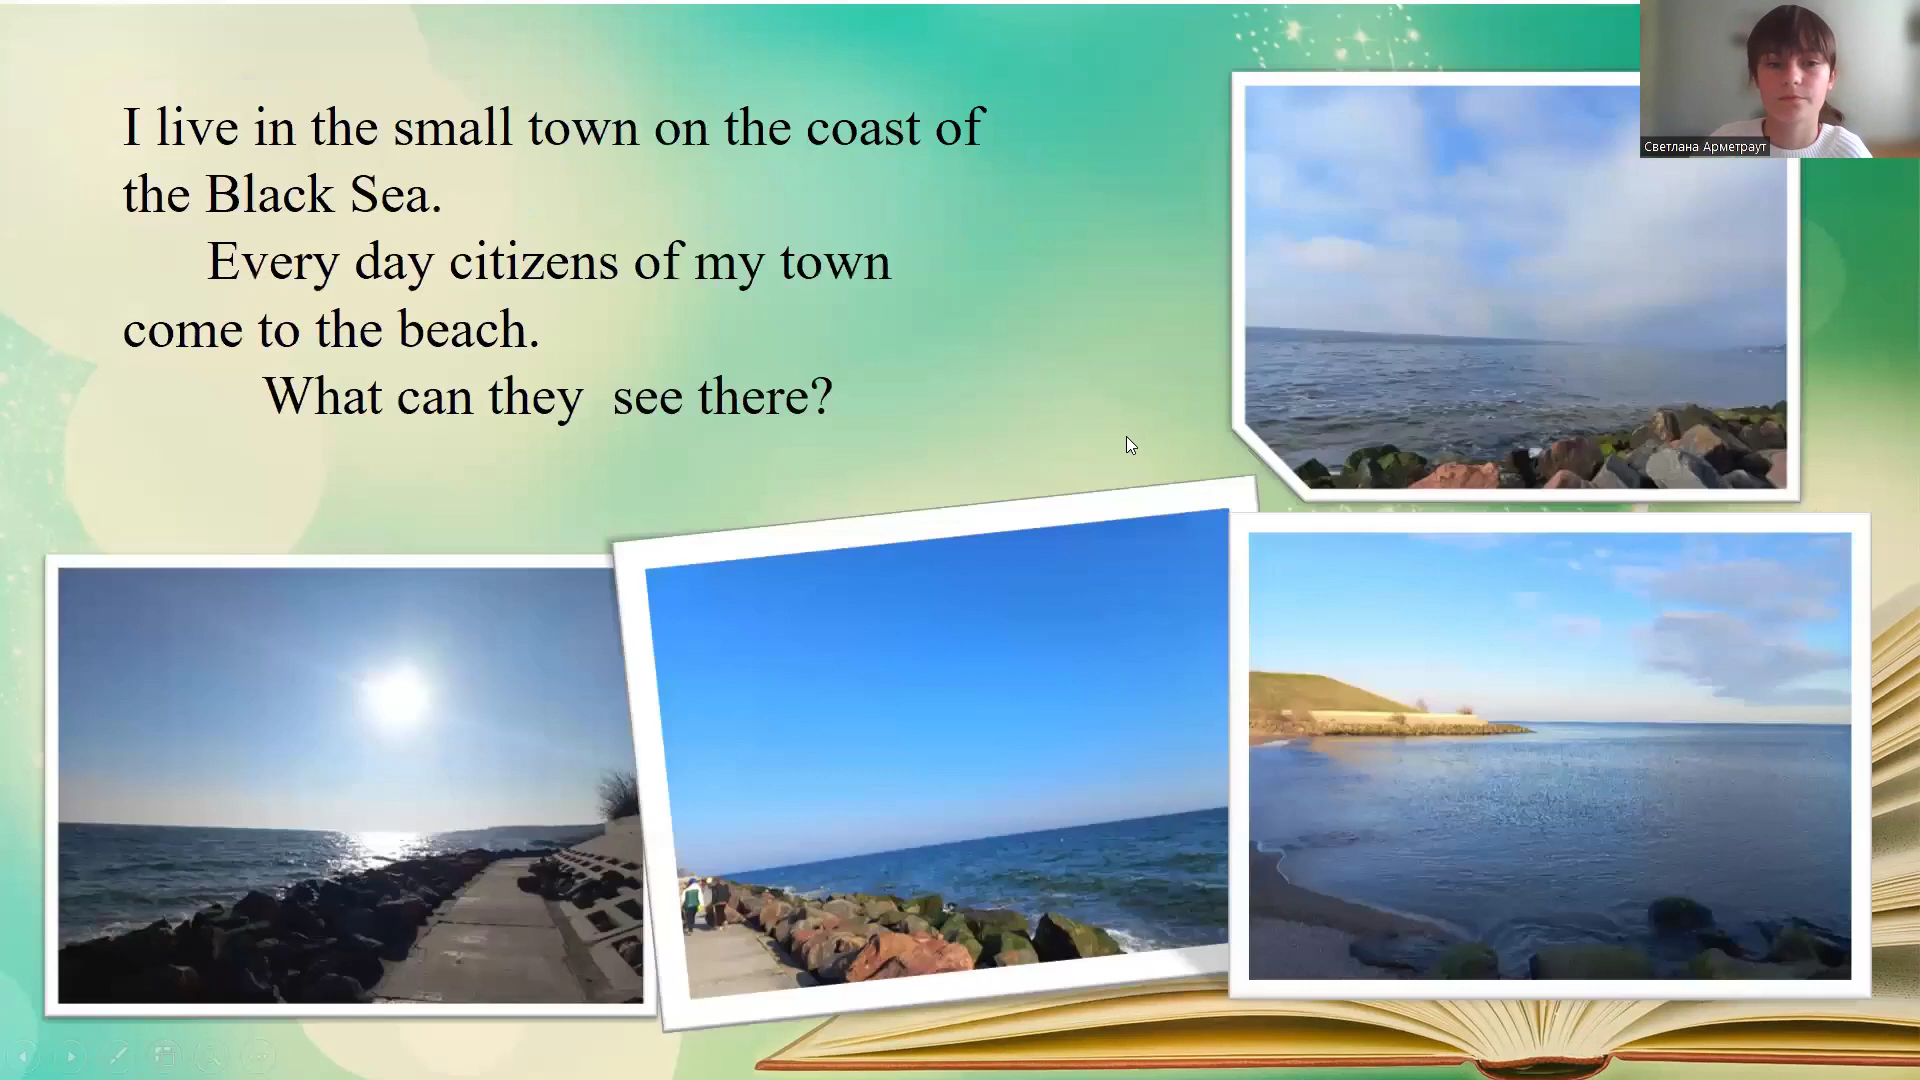 I live in the small town on the coast of
the Black Sea.
Every day citizens of my town
come to the beach.
What can they  see there?
Светлана Арметраут